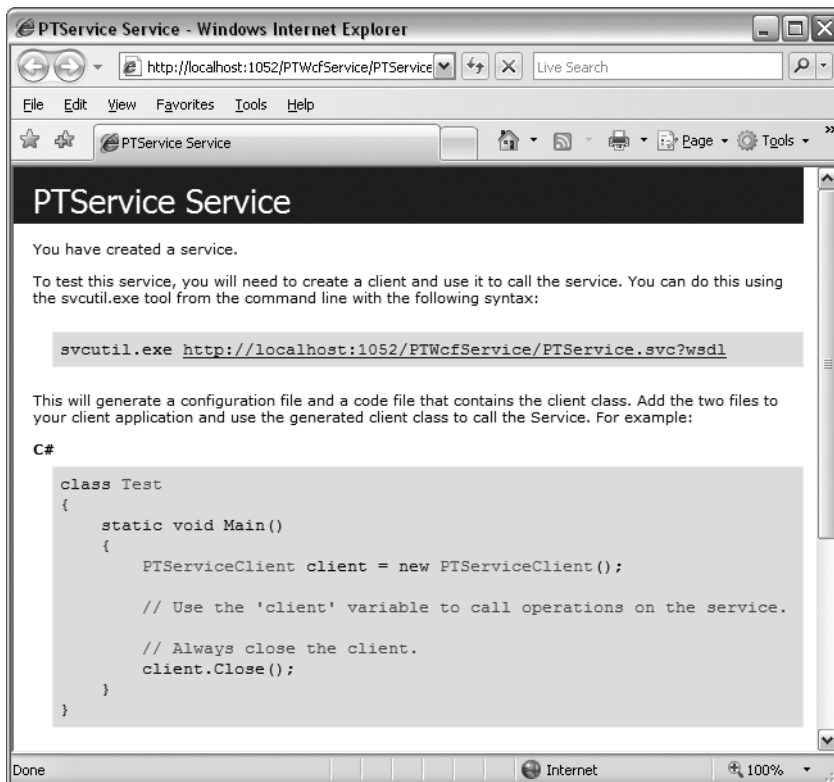 PTService Service - Windows Internet Explorer
http://localhost:1052/PTWcfService/PTService
Live Search
File Edit View Favorites Tools Help
PTService Service
Page
Tools
»
PTService Service
You have created a service.
To test this service, you will need to create a client and use it to call the service. You can do this using
the svcutil.exe tool from the command line with the following syntax:
svcutil.exe http://localhost:1052/PTWcfService/PTService.svc?wsdl
This will generate a configuration file and a code file that contains the client class. Add the two files to
your client application and use the generated client class to call the Service. For example:
C#
class Test
{
    static void Main()
    {
        PTServiceClient client = new PTServiceClient();
        // Use the 'client' variable to call operations on the service.
        // Always close the client.
        client.Close();
    }
}
Done
Internet
100%